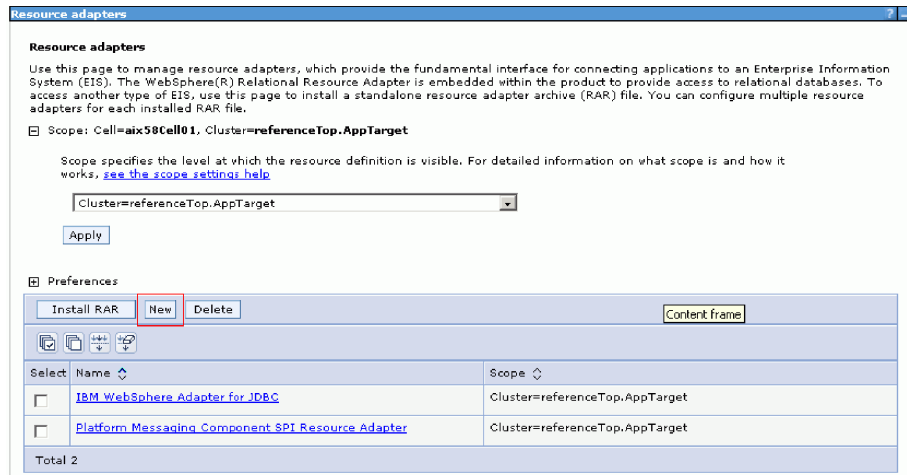 Resource adapters
?
Resource adapters
Use this page to manage resource adapters, which provide the fundamental interface for connecting applications to an Enterprise Information
System (EIS). The WebSphere(R) Relational Resource Adapter is embedded within the product to provide access to relational databases. To
access another type of EIS, use this page to install a standalone resource adapter archive (RAR) file. You can configure multiple resource
adapters for each installed RAR file.
Scope: Cell=aix58Cell01, Cluster=referenceTop.AppTarget
Scope specifies the level at which the resource definition is visible. For detailed information on what scope is and how it
works, see the scope settings help
Cluster=referenceTop.AppTarget
Apply
Preferences
Install RAR New Delete
Content frame
Select Name Scope
IBM WebSphere Adapter for JDBC Cluster=referenceTop.AppTarget
Platform Messaging Component SPI Resource Adapter Cluster=referenceTop.AppTarget
Total 2